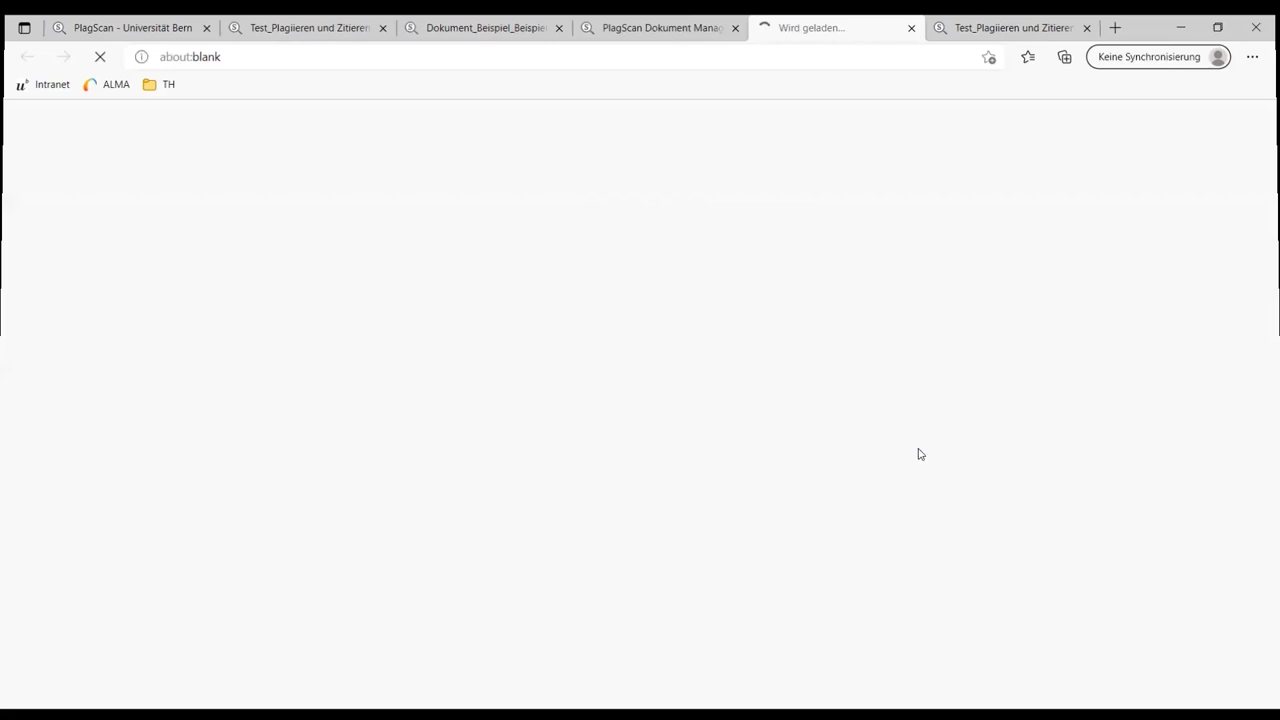 PlagScan - Universität Bern
Test_Plagiieren und Zitieren
Dokument_Beispiel_Beispiel
PlagScan Dokument Manag
Wird geladen...
Test_Plagiieren und Zitieren
about:blank
Keine Synchronisierung
Intranet
ALMA
TH